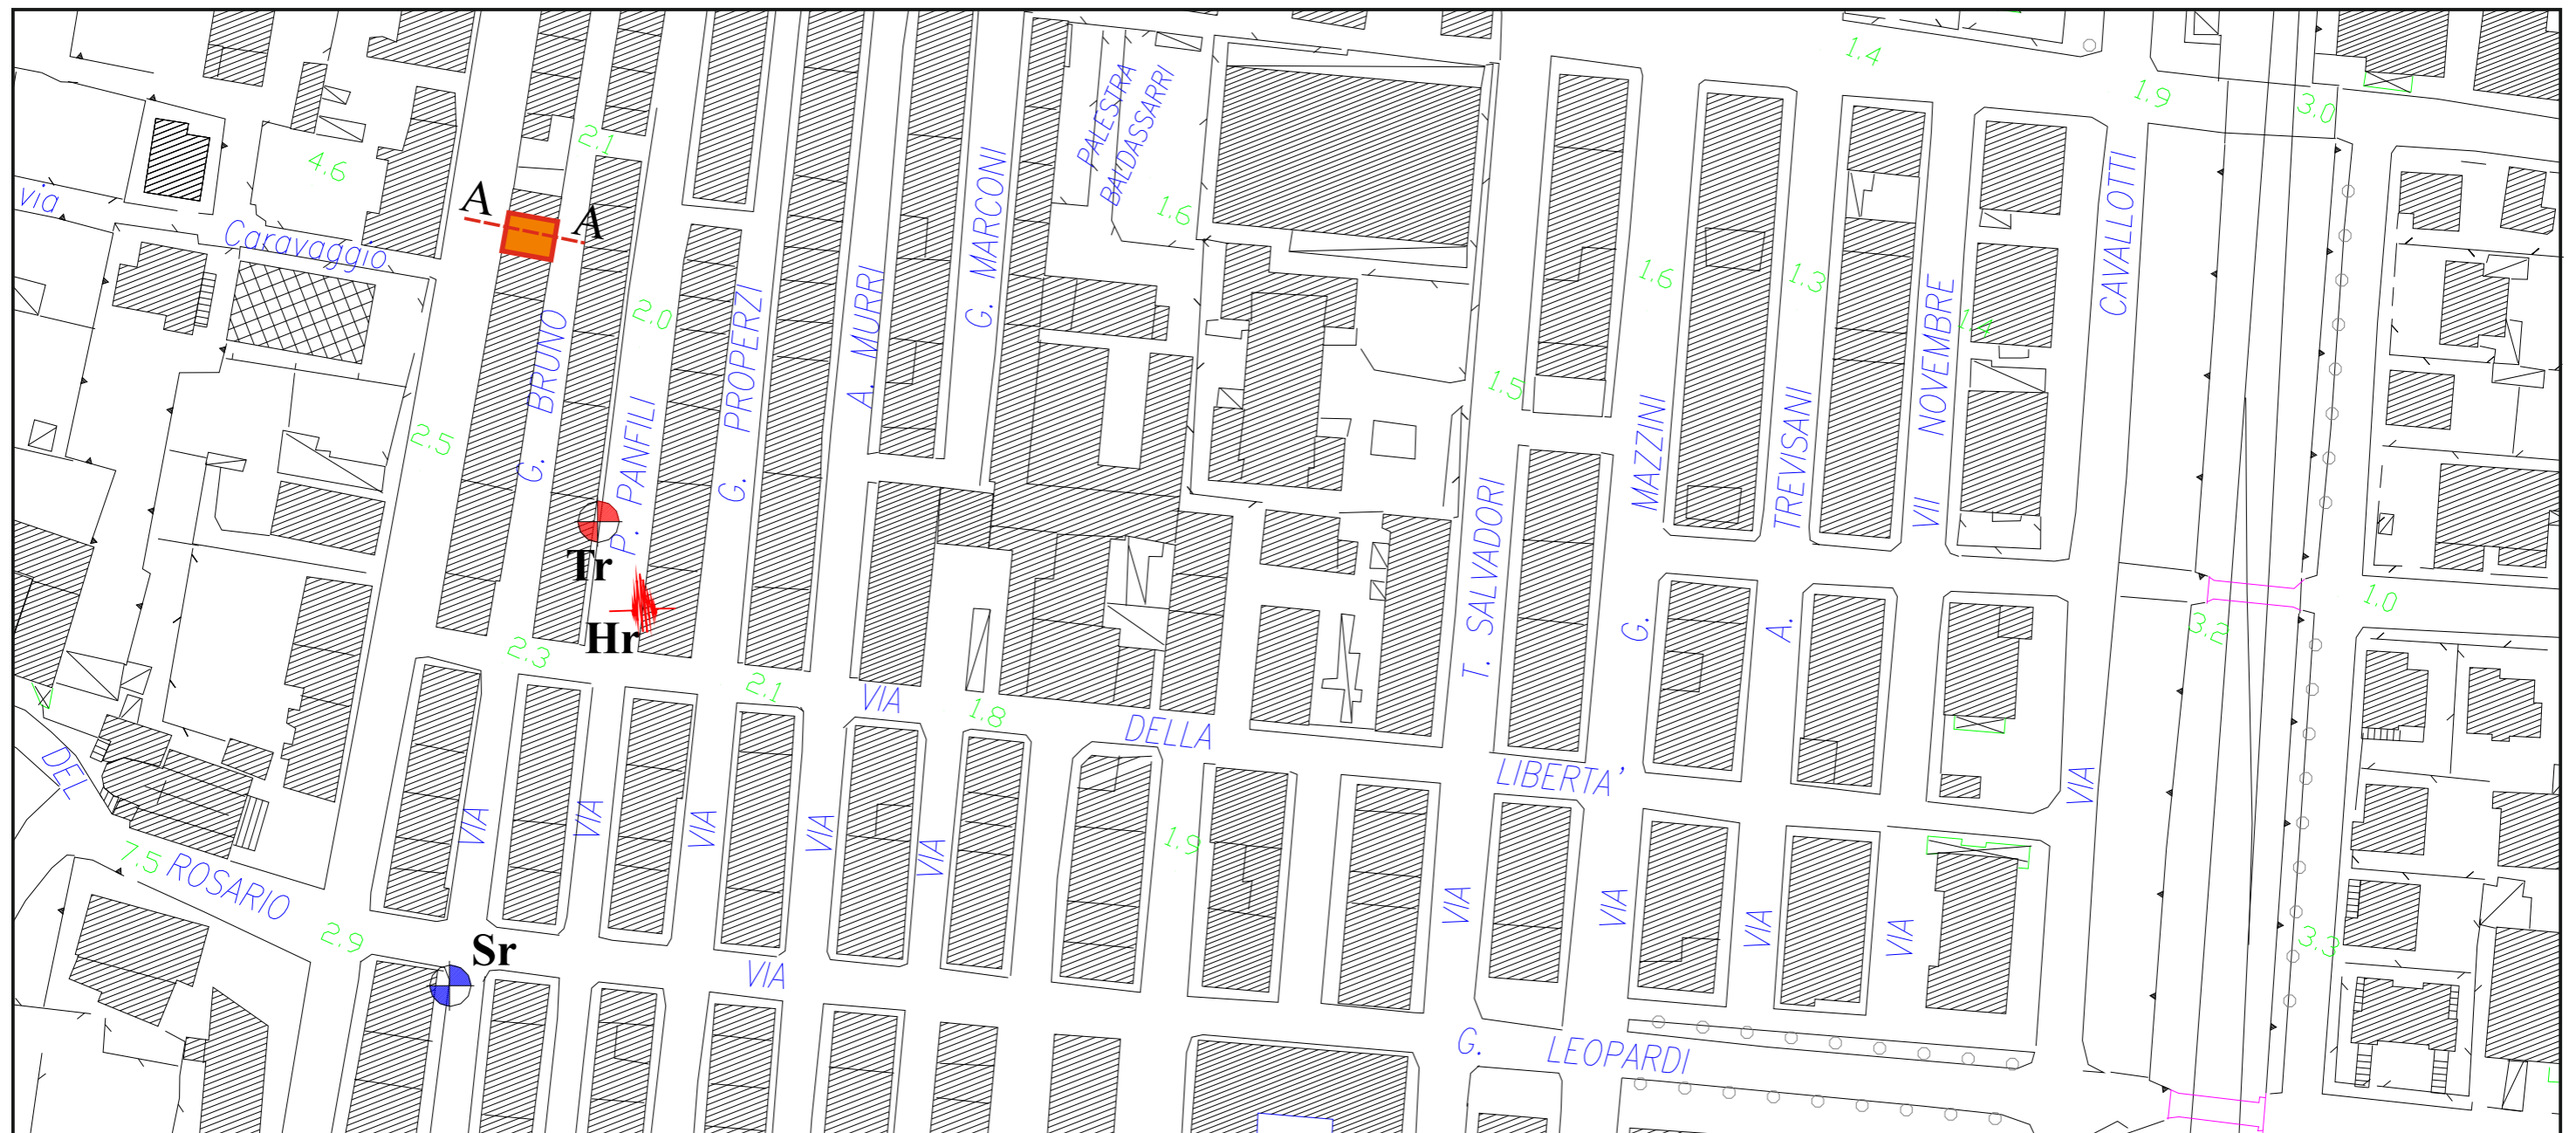 1.4
1.9
3.0
PALESTRA
BALDASSARRI
2.1
4.6
via
Caravaggio
A
A
1.6
G. MARCONI
CAVALLOTTI
1.6
1.3
1.4
2.0
A. MURRI
G. PROPERZI
G. BRUNO
P. PANFILI
2.5
1.5
MAZZINI
TREVISANI
VII NOVEMBRE
T. SALVADORI
G.
A.
Tr
Hr
2.3
2.1
VIA
1.8
DELLA
LIBERTA'
1.0
3.2
DEL
ROSARIO
7.5
VIA
VIA
VIA
VIA
VIA
1.9
VIA
VIA
VIA
VIA
VIA
2.9
Sr
3.3
VIA
G. LEOPARDI